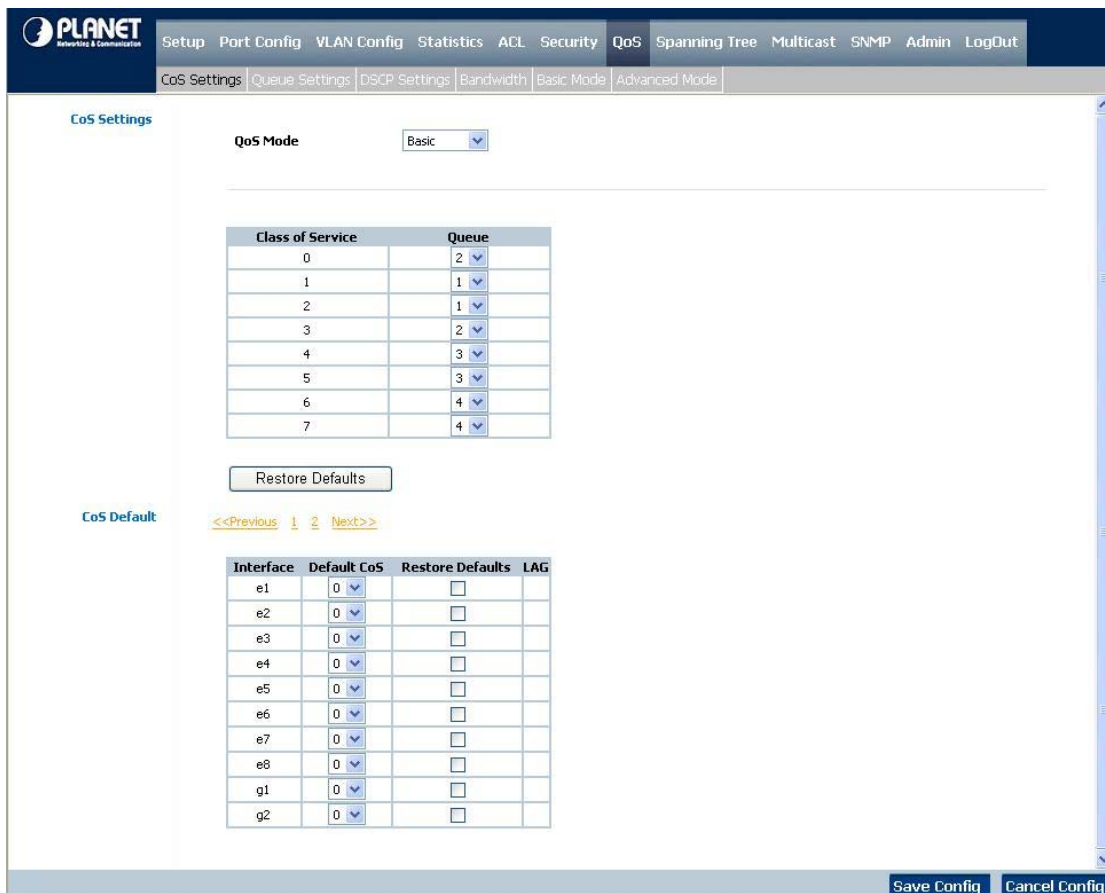 PLANET
Networking & Communication
Setup Port Config VLAN Config Statistics ACL Security QoS Spanning Tree Multicast SNMP Admin LogOut
CoS Settings Queue Settings DSCP Settings Bandwidth Basic Mode Advanced Mode
CoS Settings
QoS Mode Basic
Class of Service Queue
0 2
1 1
2 1
3 2
4 3
5 3
6 4
7 4
Restore Defaults
CoS Default
<<Previous 1 2 Next>>
Interface Default CoS Restore Defaults LAG
e1 0
e2 0
e3 0
e4 0
e5 0
e6 0
e7 0
e8 0
g1 0
g2 0
Save Config Cancel Config